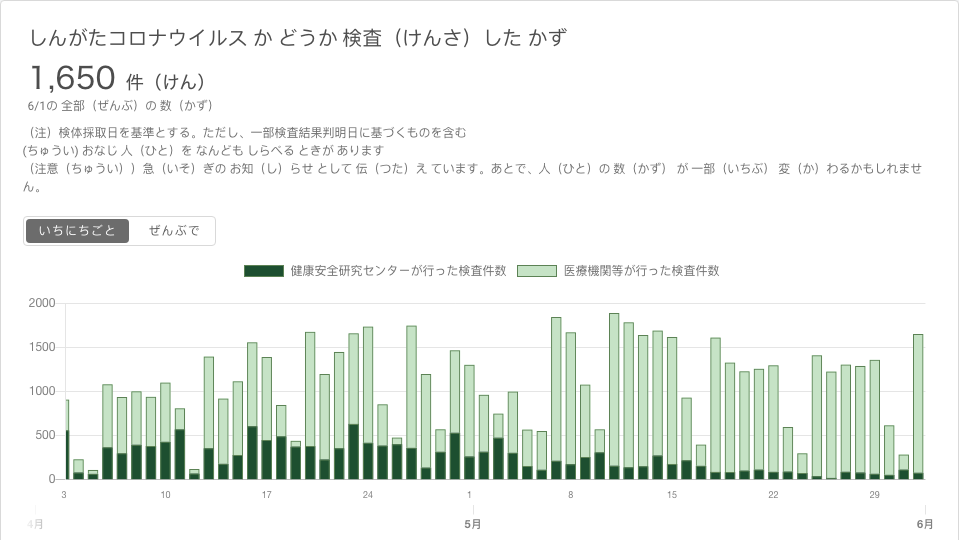 しんがたコロナウイルス か どうか 検査（けんさ）した かず
1,650 件（けん）
6/1の 全部（ぜんぶ）の 数（かず）
（注）検体採取日を基準とする。ただし、一部検査結果判明日に基づくものを含む
(ちゅうい) おなじ 人（ひと）を なんども しらべる ときが あります
（注意（ちゅうい））急（いそ）ぎの お知（し）らせ として 伝（つた）え ています。あとで、人（ひと）の 数（かず） が 一部（いちぶ） 変（か）わるかもしれませ
ん。
いちにちごと ぜんぶで
健康安全研究センターが行った検査件数 医療機関等が行った検査件数
2000
1500
1000
500
0
3 10 17 24 1 8 15 22 29
4月 5月 6月